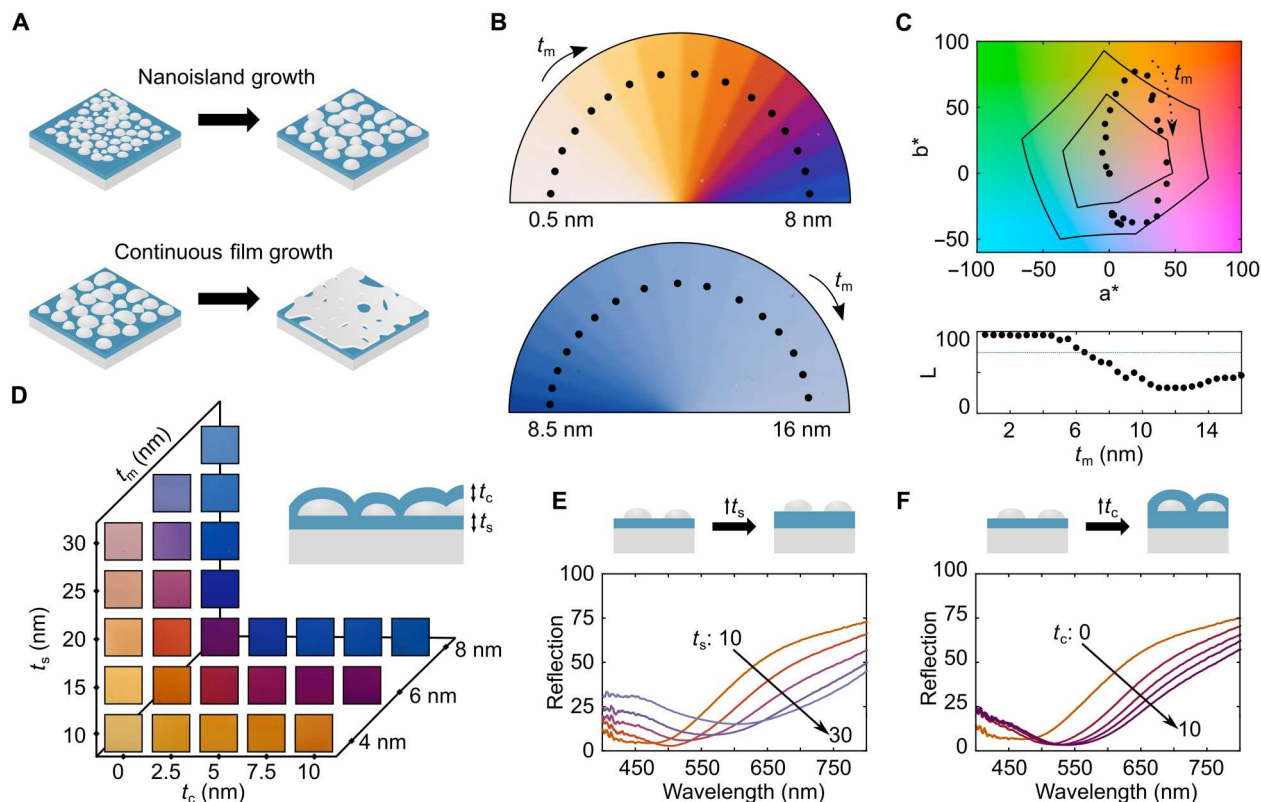 A
Nanoisland growth
Continuous film growth
B
tm
0.5 nm
8 nm
tm
8.5 nm
16 nm
C
tm
100
50
0
−50
b*
−100
−50
0
50
100
a*
100
0
L
2
6
10
14
tm (nm)
D
tm (nm)
30
25
20
15
10
ts (nm)
8 nm
6 nm
4 nm
0
2.5
5
7.5
10
tc (nm)
tc
ts
E
↑ts
100
75
50
25
0
Reflection
ts: 10
30
450
550
650
750
Wavelength (nm)
F
↑tc
100
75
50
25
0
Reflection
tc: 0
10
450
550
650
750
Wavelength (nm)